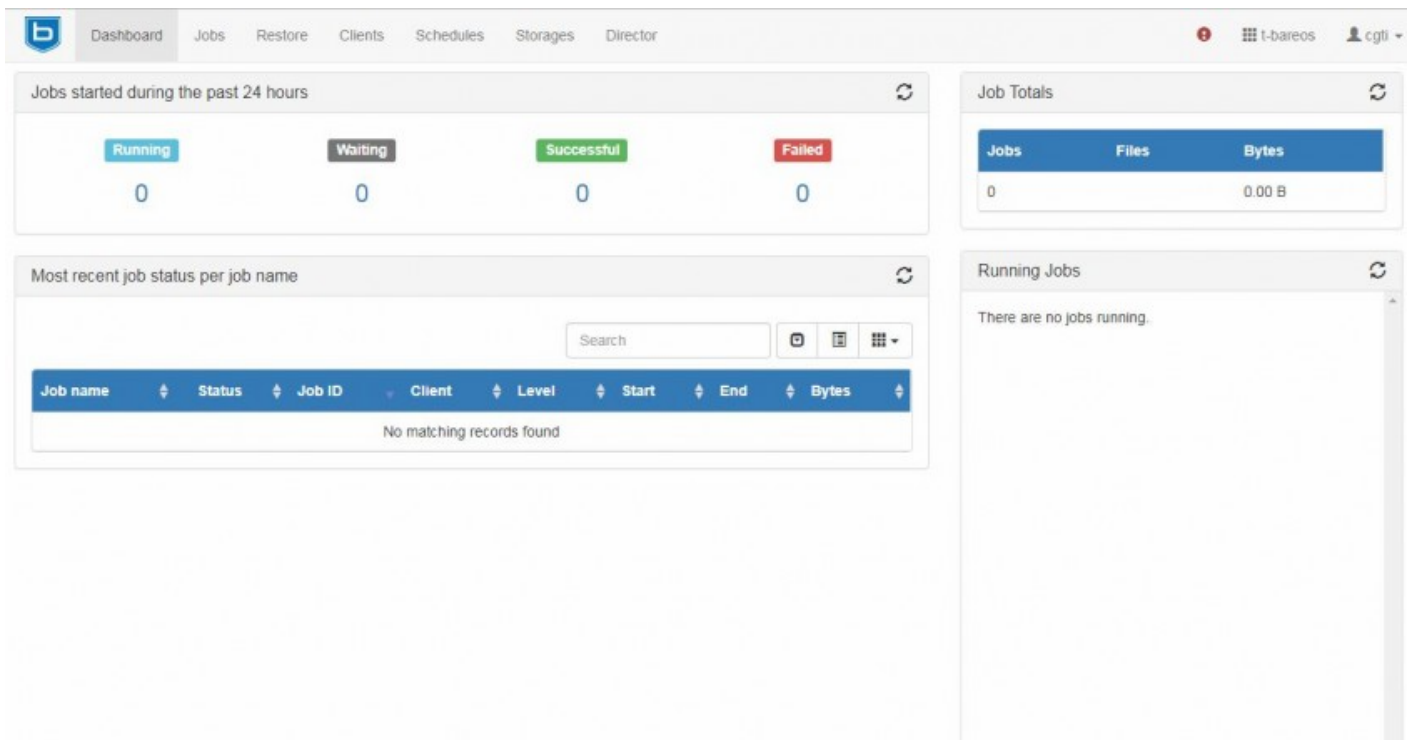 b Dashboard Jobs Restore Clients Schedules Storages Director t-bareos cgti
Jobs started during the past 24 hours
Running Waiting Successful Failed
0 0 0 0
Job Totals
Jobs Files Bytes
0 0.00 B
Most recent job status per job name
Search
Job name Status Job ID Client Level Start End Bytes
No matching records found
Running Jobs
There are no jobs running.